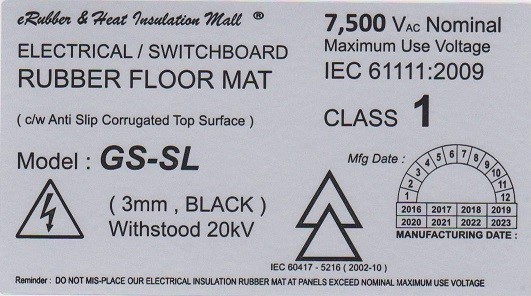 eRubber & Heat Insulation Mall ®
ELECTRICAL / SWITCHBOARD
RUBBER FLOOR MAT
( c/w Anti Slip Corrugated Top Surface )
Model : GS-SL
( 3mm , BLACK )
Withstood 20kV
7,500 VAC Nominal
Maximum Use Voltage
IEC 61111:2009
CLASS 1
Mfg Date :
1 2 3 4 5 6 7 8 9 10 11 12
2016 2017 2018 2019
2020 2021 2022 2023
MANUFACTURING DATE :
IEC 60417 - 5216 ( 2002-10 )
Reminder : DO NOT MIS-PLACE OUR ELECTRICAL INSULATION RUBBER MAT AT PANELS EXCEED NOMINAL MAXIMUM USE VOLTAGE